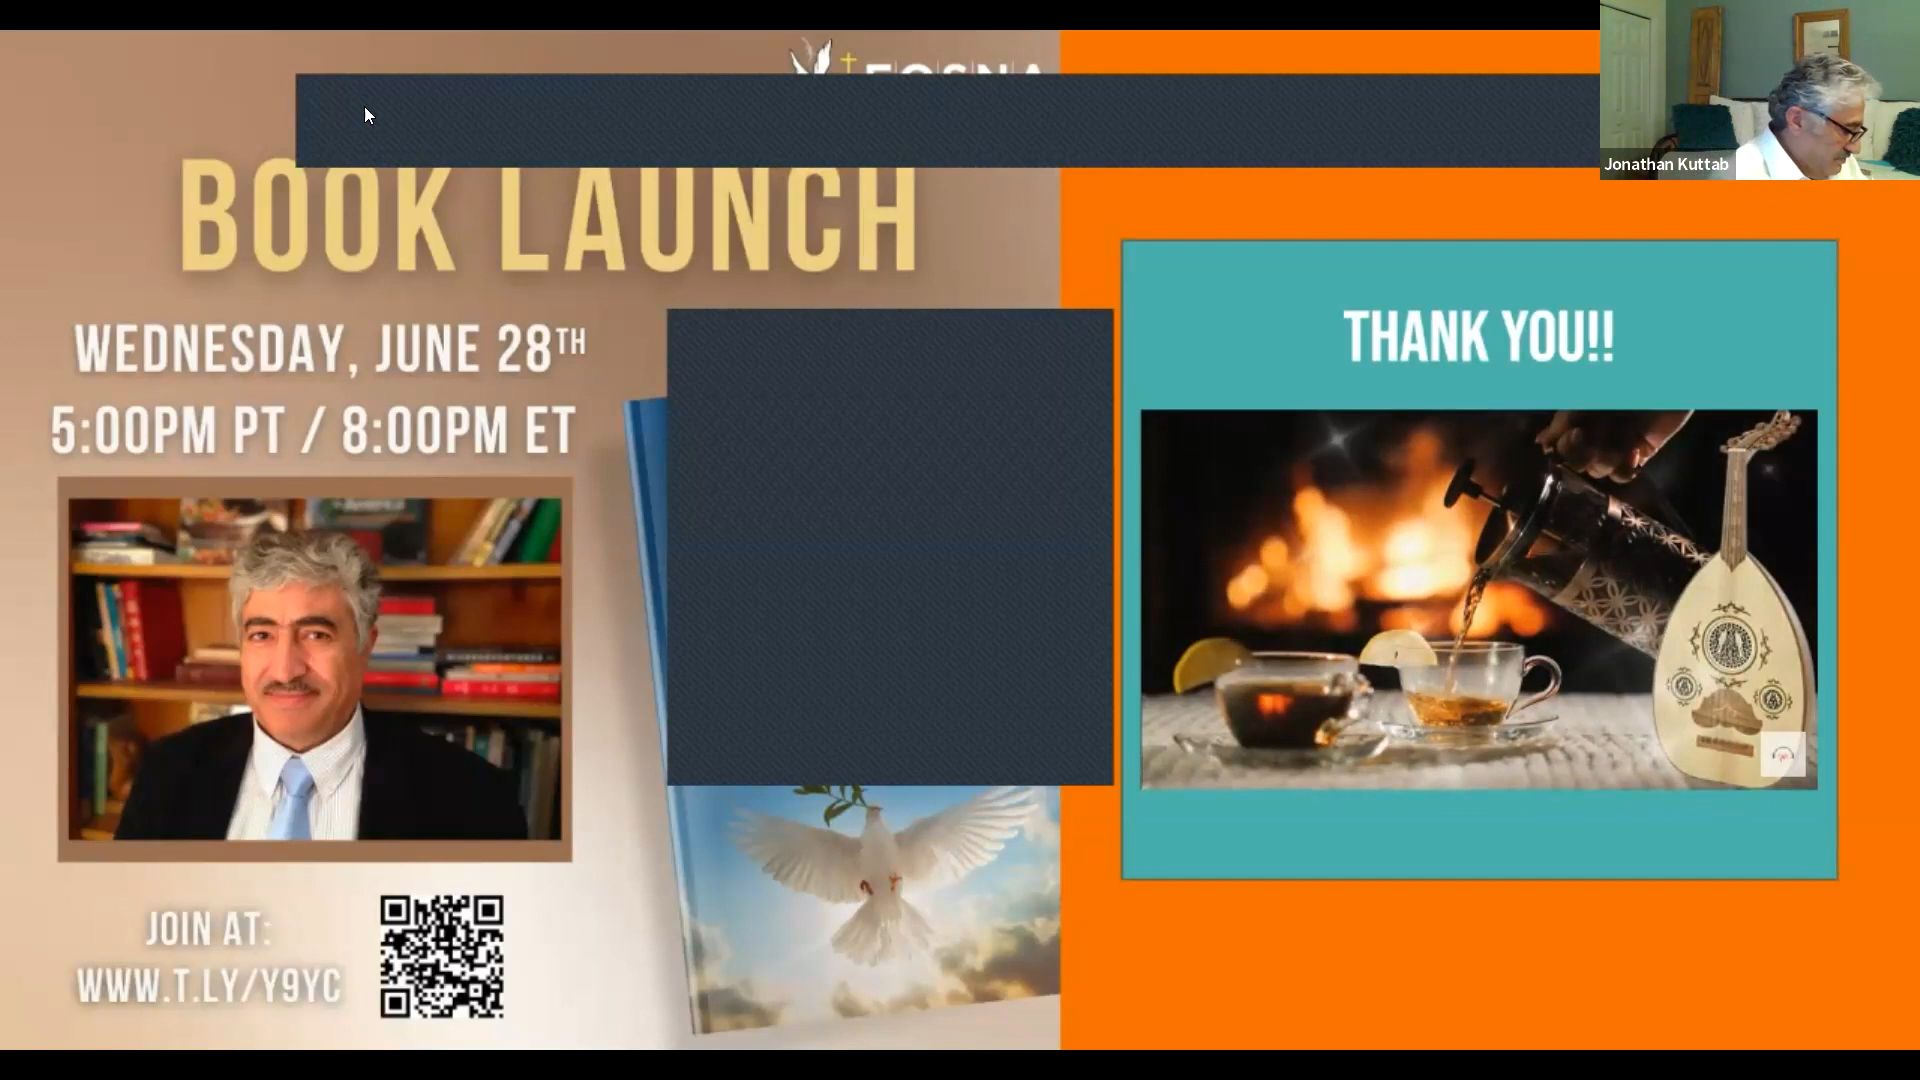 BOOK LAUNCH
WEDNESDAY, JUNE 28TH
5:00PM PT / 8:00PM ET
JOIN AT:
WWW.T.LY/Y9YC
THANK YOU!!
Jonathan Kuttab